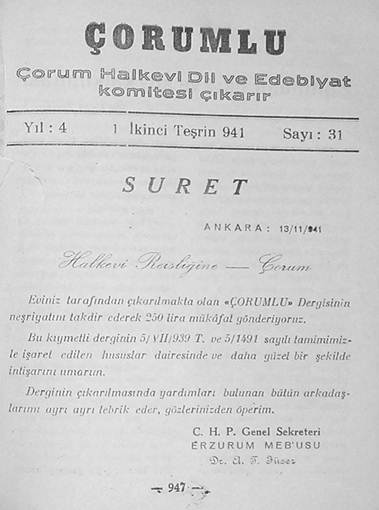 ÇORUMLU
Çorum Halkevi Dil ve Edebiyat
komitesi çıkarır
Yıl : 4 1 İkinci Teşrin 941 Sayı : 31
SURET
ANKARA : 13/11/941
Halkevi Reisliğine — Çorum
Eviniz tarafından çıkarılmakta olan «ÇORUMLU» Dergisinin
neşriyatını takdir ederek 250 lira mükâfat gönderiyoruz.
Bu kıymetli derginin 5/VII/939 T. ve 5/1491 sayılı tamimimiz-
le işaret edilen hususlar dairesinde ve daha güzel bir şekilde
intişarını umarım.
Derginin çıkarılmasında yardımları bulunan bütün arkadaş-
larımı ayrı ayrı tebrik eder, gözlerinizden öperim.
C. H. P. Genel Sekreteri
ERZURUM MEB'USU
Dr. A. F. Tüzer
— 947 —